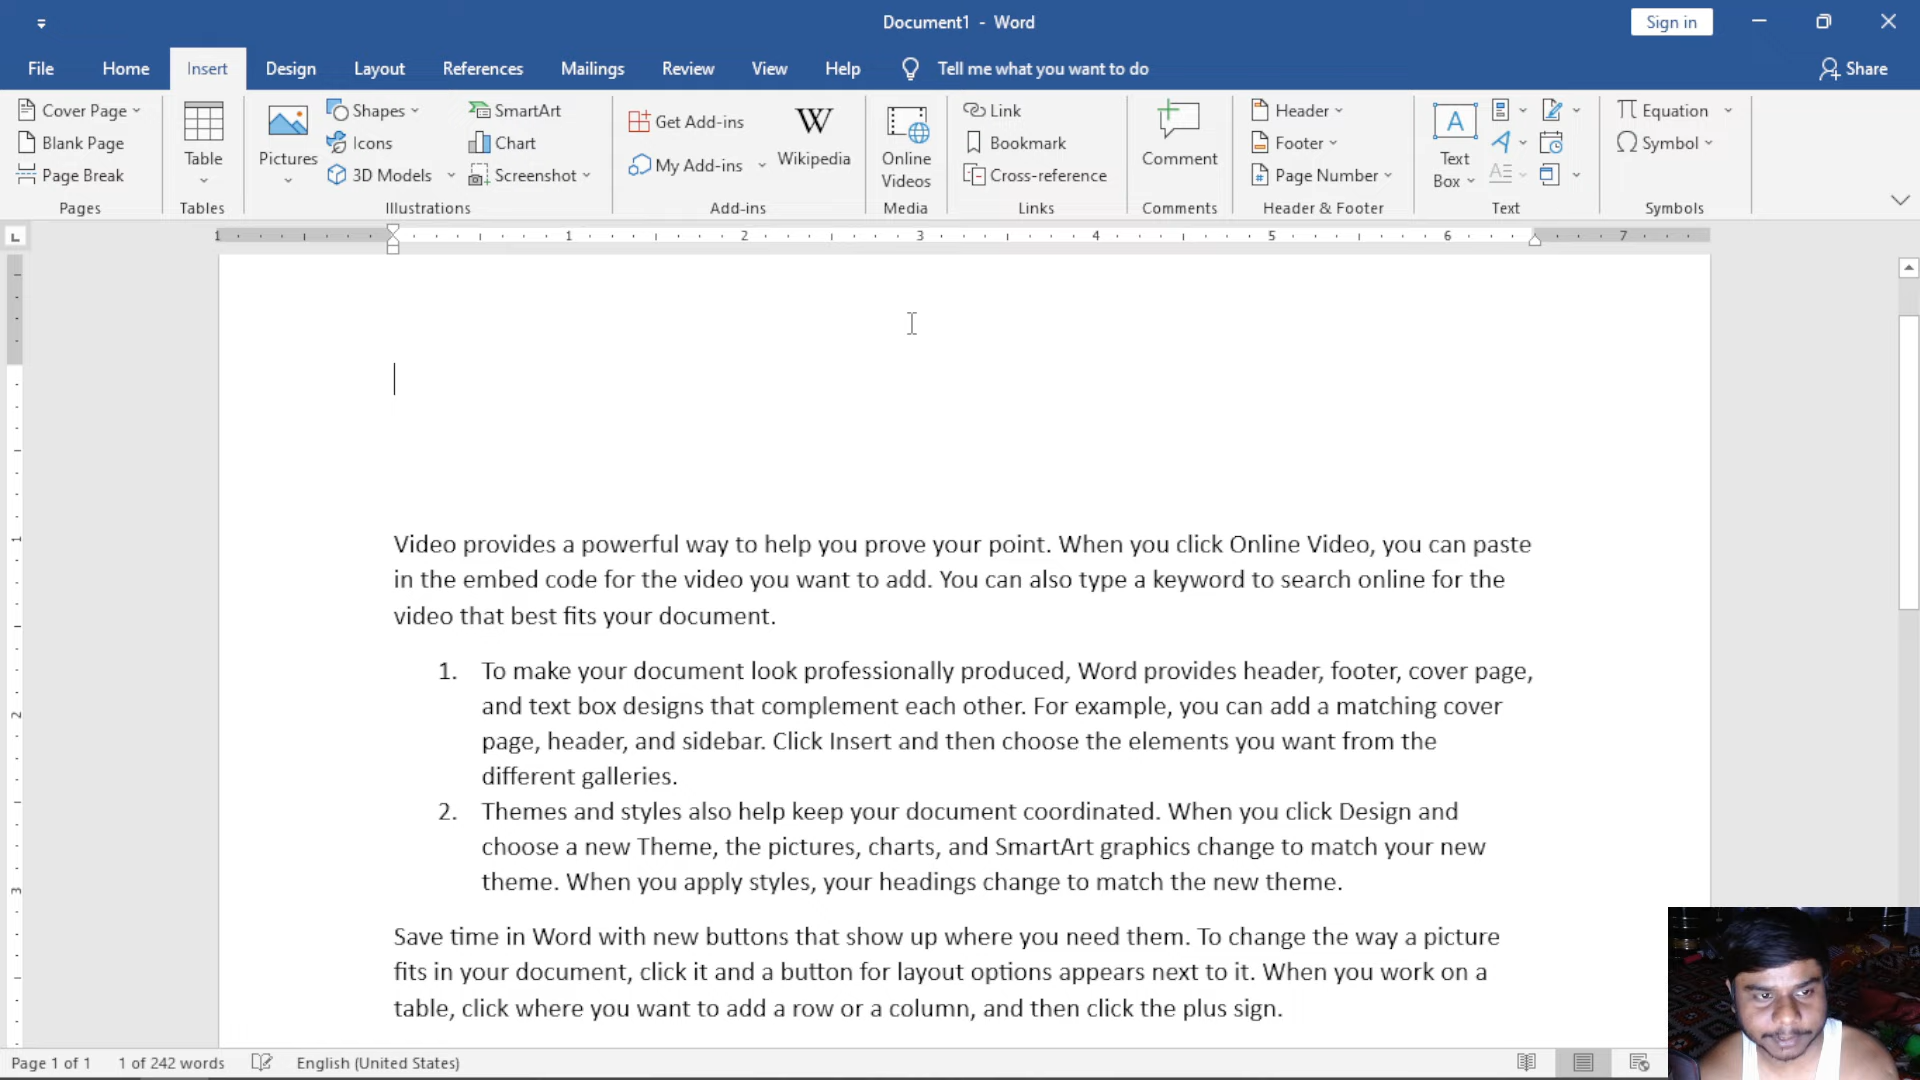 Document1 - Word
Sign in
File Home Insert Design Layout References Mailings Review View Help Tell me what you want to do Share
Cover Page
Blank Page
Page Break
Pages
Table
Tables
Pictures
Shapes
Icons
3D Models
SmartArt
Chart
Screenshot
Illustrations
Get Add-ins
My Add-ins
Wikipedia
Add-ins
Online
Videos
Media
Link
Bookmark
Cross-reference
Links
Comment
Comments
Header
Footer
Page Number
Header & Footer
Text
Box
Text
Equation
Symbol
Symbols
1 1 2 3 4 5 6 7
1
2
3
Video provides a powerful way to help you prove your point. When you click Online Video, you can paste
in the embed code for the video you want to add. You can also type a keyword to search online for the
video that best fits your document.
1. To make your document look professionally produced, Word provides header, footer, cover page,
and text box designs that complement each other. For example, you can add a matching cover
page, header, and sidebar. Click Insert and then choose the elements you want from the
different galleries.
2. Themes and styles also help keep your document coordinated. When you click Design and
choose a new Theme, the pictures, charts, and SmartArt graphics change to match your new
theme. When you apply styles, your headings change to match the new theme.
Save time in Word with new buttons that show up where you need them. To change the way a picture
fits in your document, click it and a button for layout options appears next to it. When you work on a
table, click where you want to add a row or a column, and then click the plus sign.
Page 1 of 1 1 of 242 words English (United States)